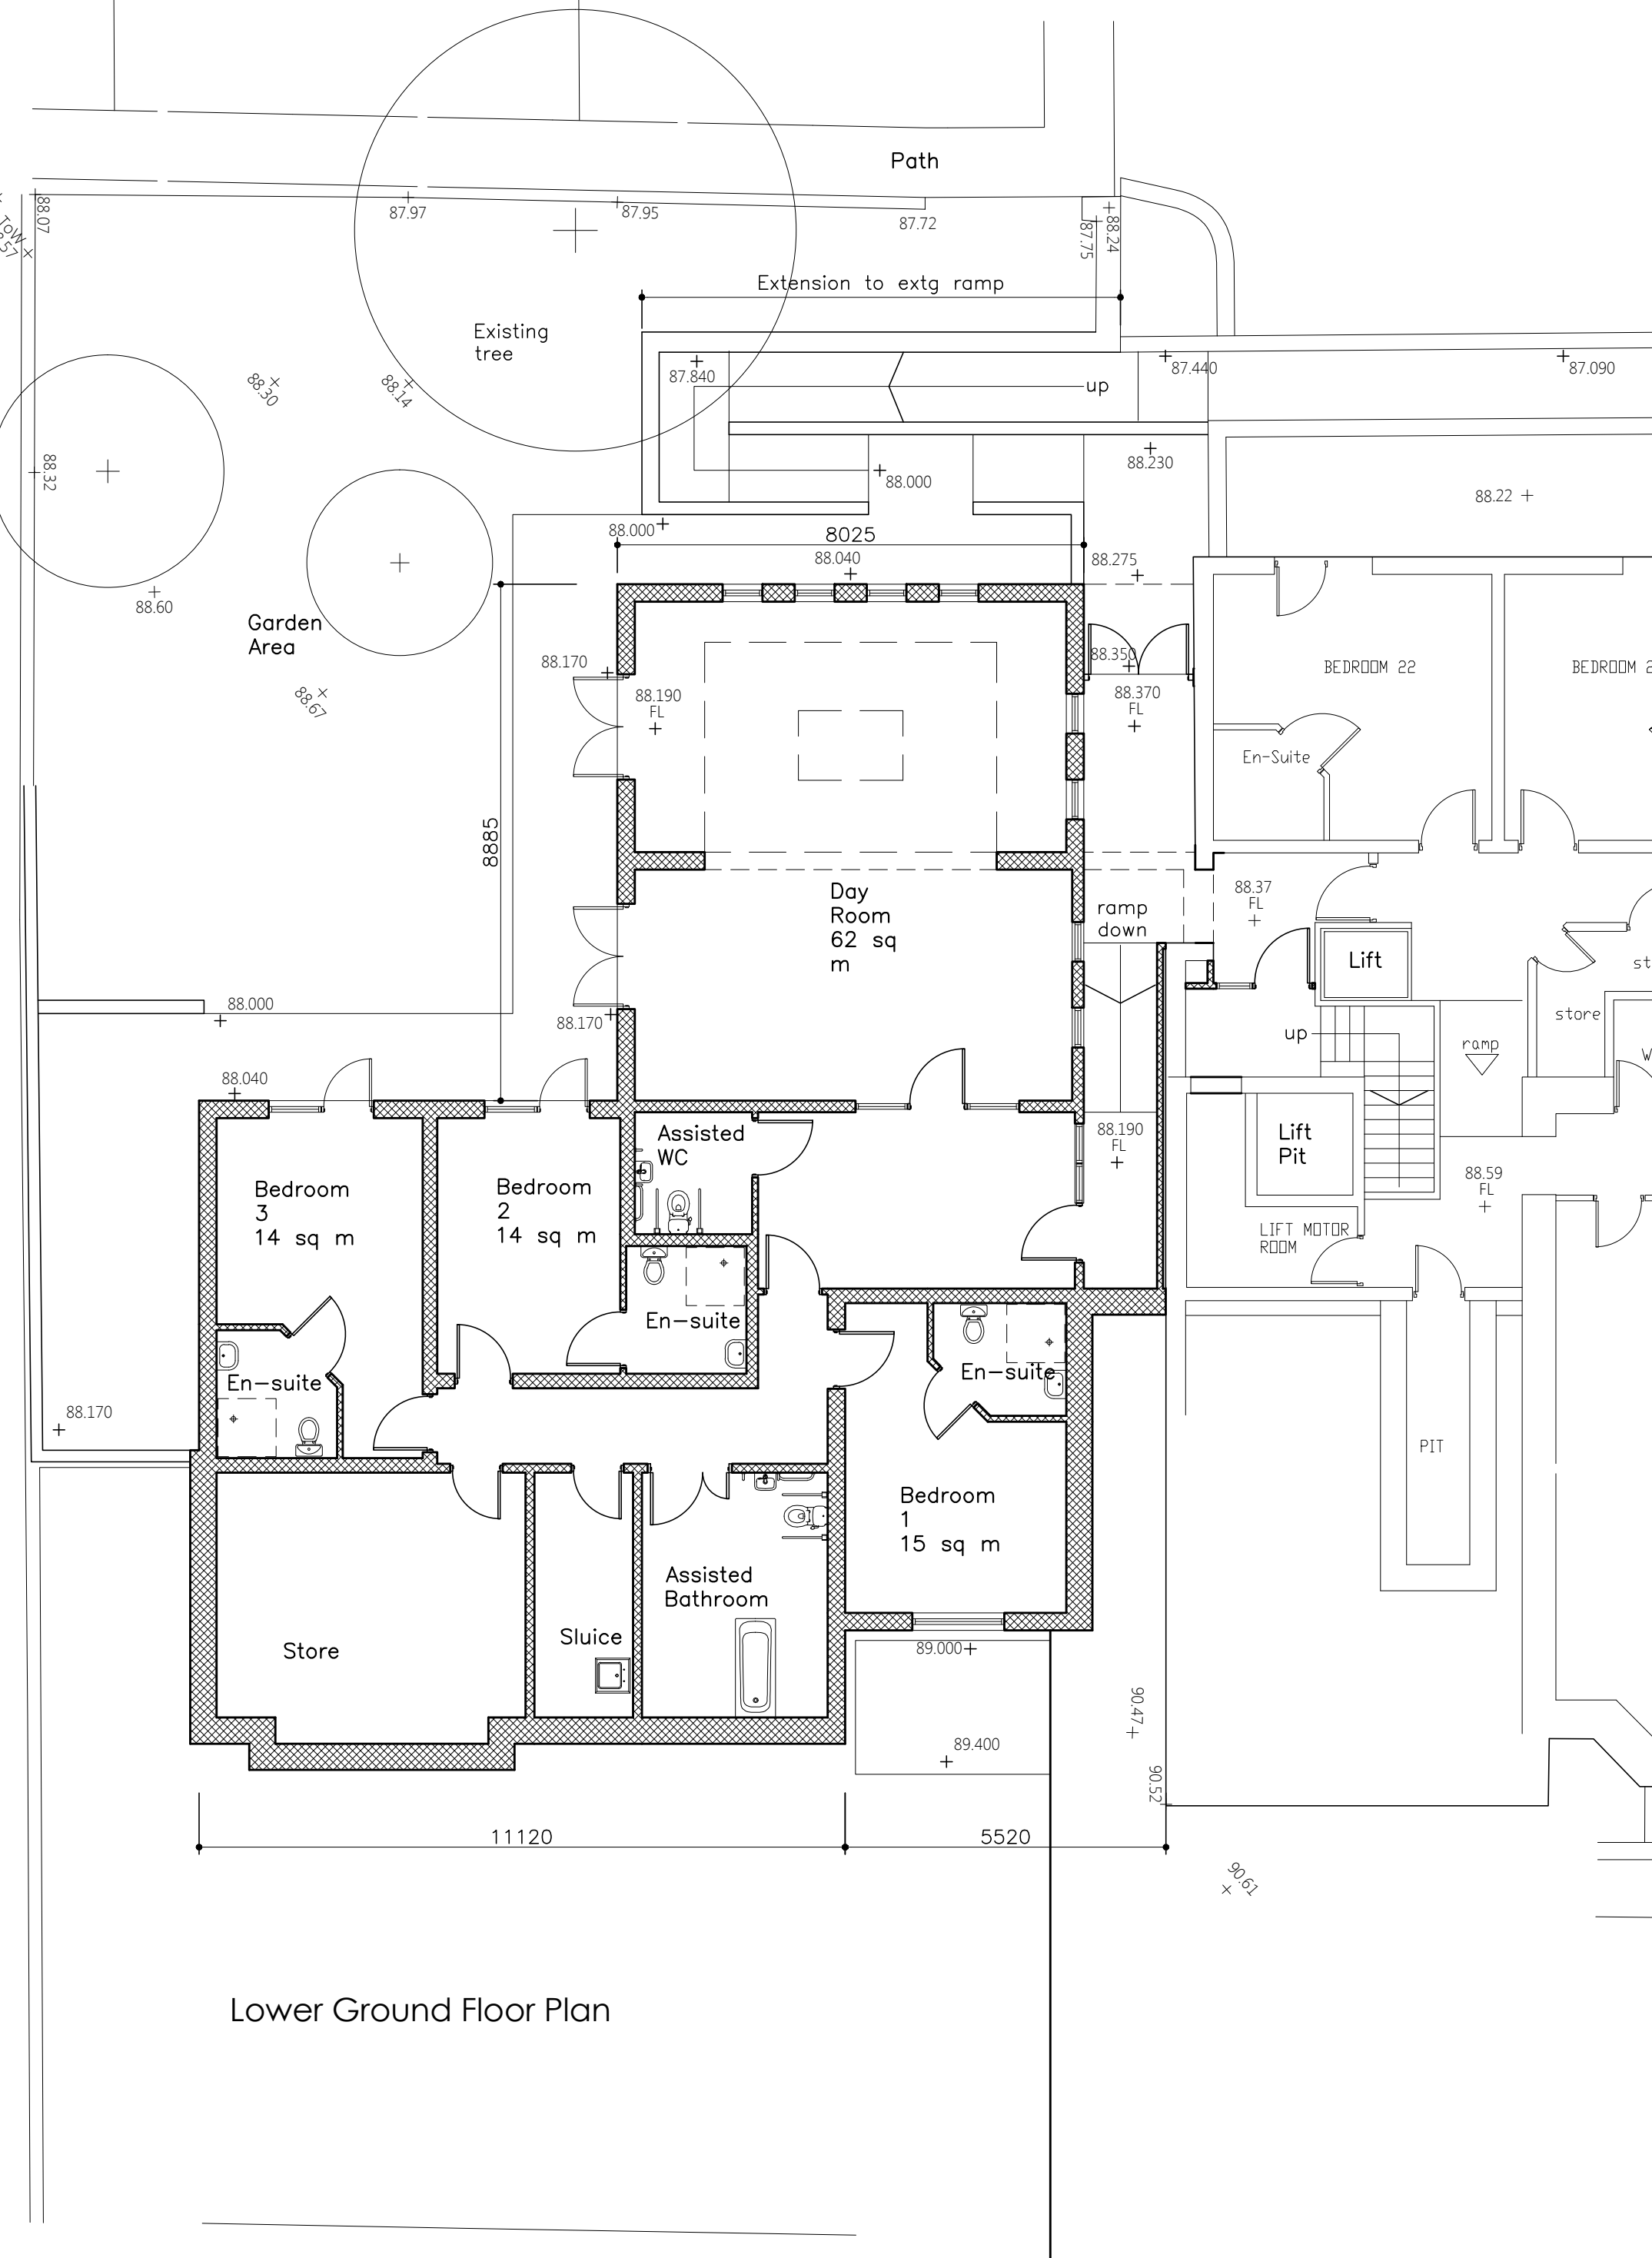 Path
88.07
ToW
87.97
87.95
87.72
87.75
88.24
Extension to extg ramp
Existing
tree
88.30
88.14
87.840
up
87.440
87.090
88.32
88.000
88.230
88.22
88.000
8025
88.040
88.275
88.60
Garden
Area
88.170
88.190
FL
88.350
88.370
FL
BEDROOM 22
88.67
En-Suite
8885
Day
Room
62 sq
m
ramp
down
88.37
FL
Lift
88.000
88.170
store
up
ramp
88.040
Assisted
WC
88.190
FL
Lift
Pit
88.59
FL
Bedroom
3
14 sq m
Bedroom
2
14 sq m
LIFT MOTOR
ROOM
En-suite
En-suite
En-suite
88.170
PIT
Bedroom
1
15 sq m
Assisted
Bathroom
Store
Sluice
89.000
90.47
89.400
90.52
11120
5520
90.61
Lower Ground Floor Plan